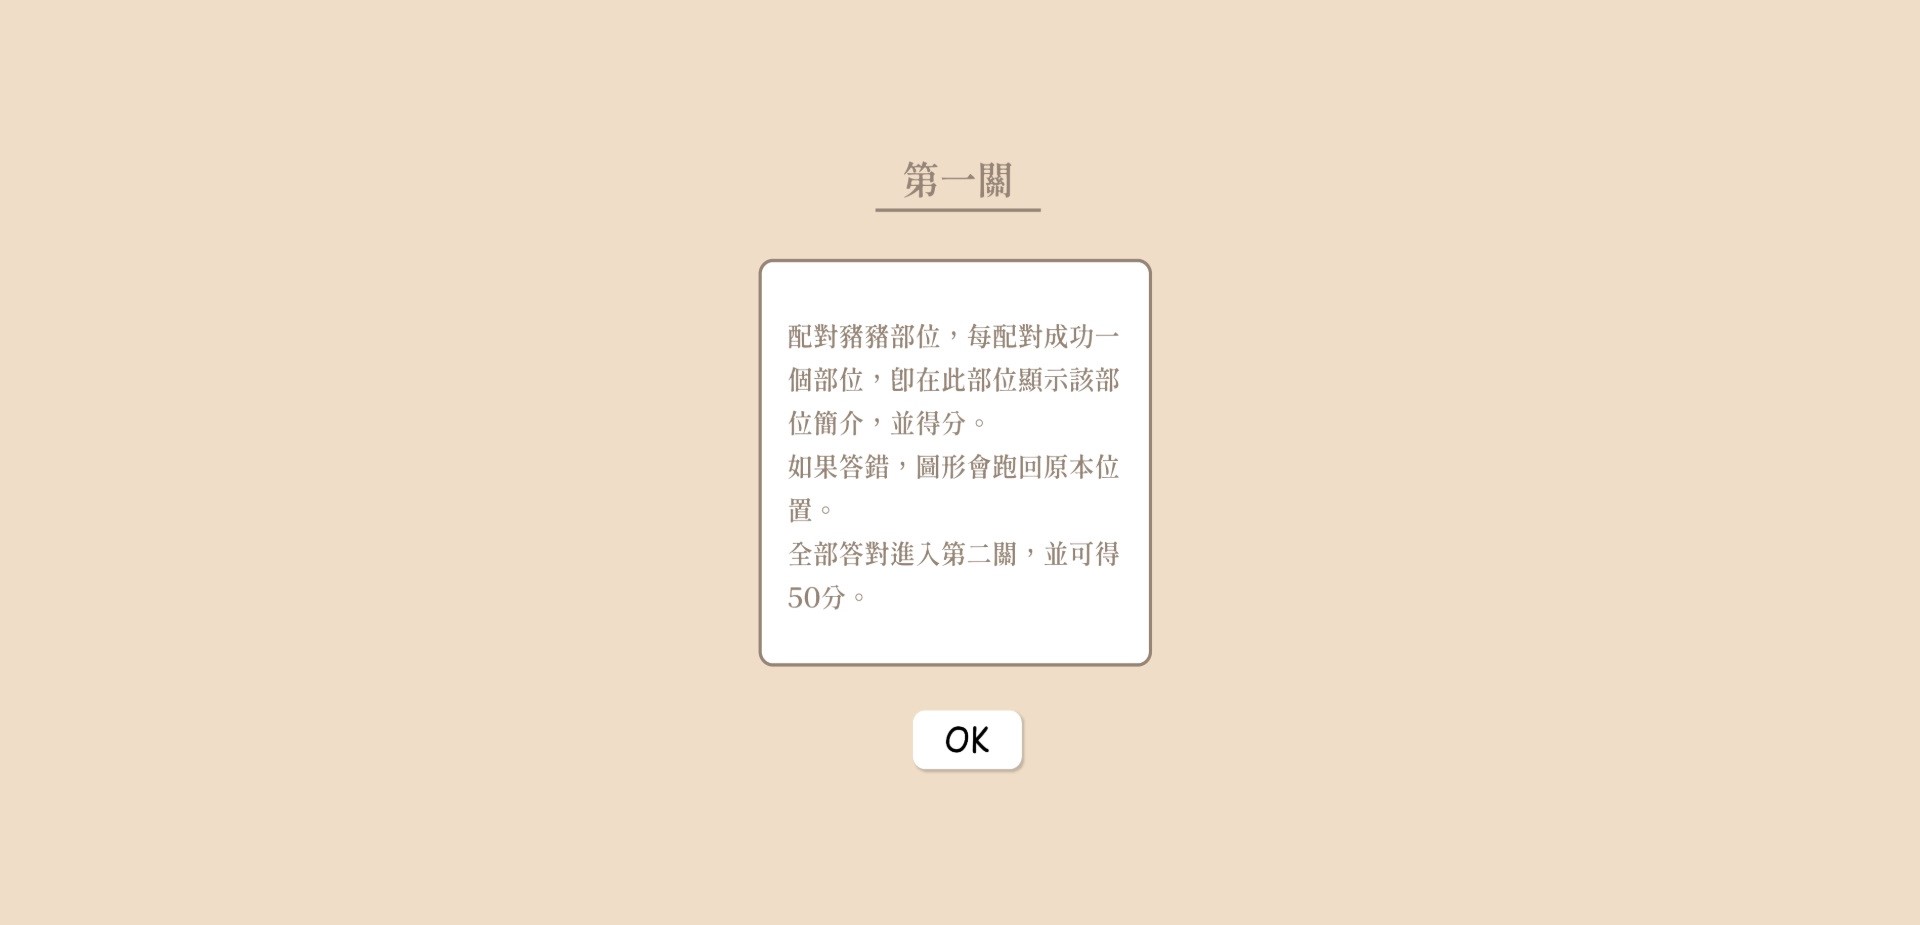 第一關
配對豬豬部位，每配對成功一
個部位，即在此部位顯示該部
位簡介，並得分。
如果答錯，圖形會跑回原本位
置。
全部答對進入第二關，並可得
50分。
OK